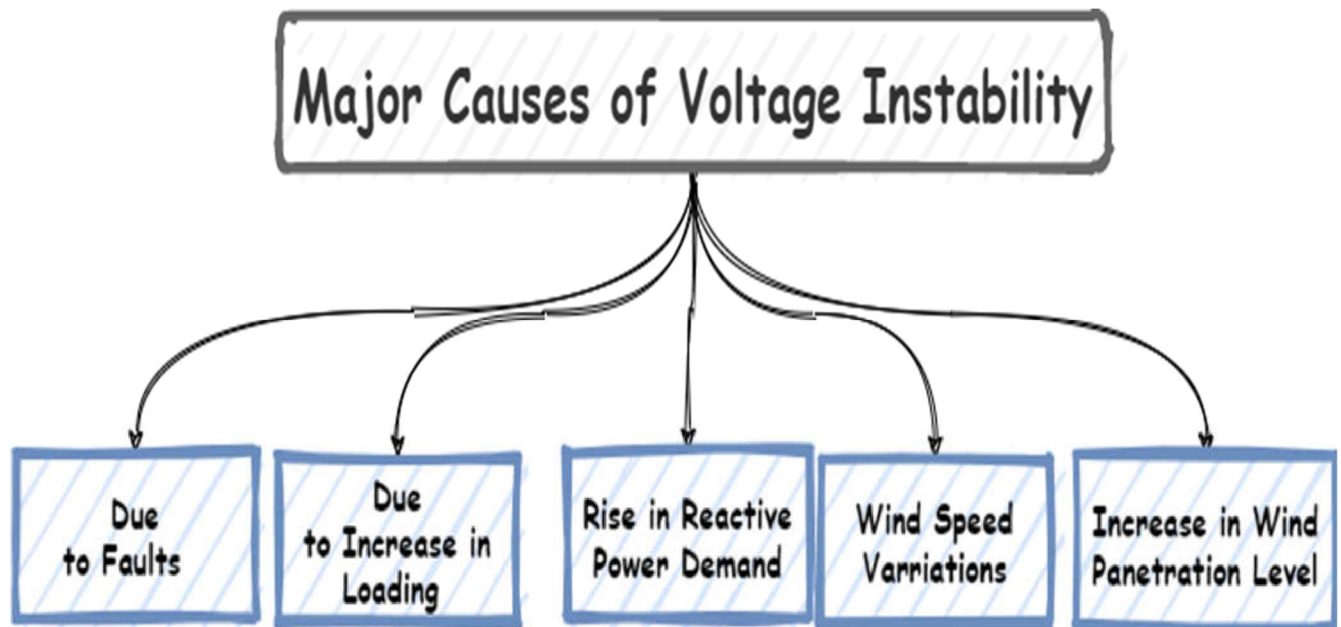 Major Causes of Voltage Instability
Due
to Faults
Due
to Increase in
Loading
Rise in Reactive
Power Demand
Wind Speed
Varriations
Increase in Wind
Panetration Level